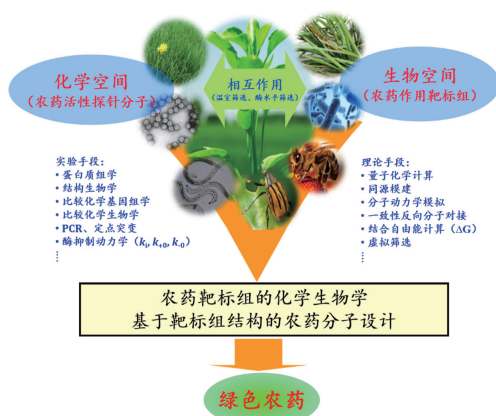 化学空间
（农药活性探针分子）
相互作用
（温室筛选、酶水平筛选）
生物空间
（农药作用靶标组）
实验手段：
• 蛋白质组学
• 结构生物学
• 比较化学基因组学
• 比较化学生物学
• PCR、定点突变
• 酶抑制动力学（ki, k+0, k-0）
⋮
理论手段：
• 量子化学计算
• 同源模建
• 分子动力学模拟
• 一致性反向分子对接
• 结合自由能计算（ΔG）
• 虚拟筛选
⋮
农药靶标组的化学生物学
基于靶标组结构的农药分子设计
绿色农药